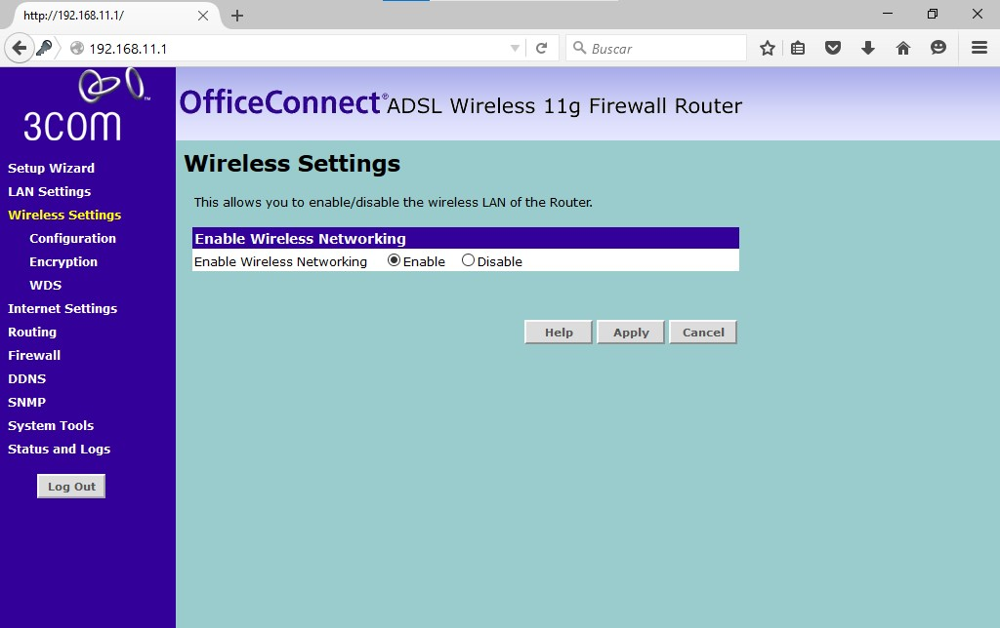 http://192.168.11.1/
192.168.11.1
Buscar
3COM™
OfficeConnect® ADSL Wireless 11g Firewall Router
Setup Wizard
LAN Settings
Wireless Settings
Configuration
Encryption
WDS
Internet Settings
Routing
Firewall
DDNS
SNMP
System Tools
Status and Logs
Log Out
Wireless Settings
This allows you to enable/disable the wireless LAN of the Router.
Enable Wireless Networking
Enable Wireless Networking Enable Disable
Help Apply Cancel